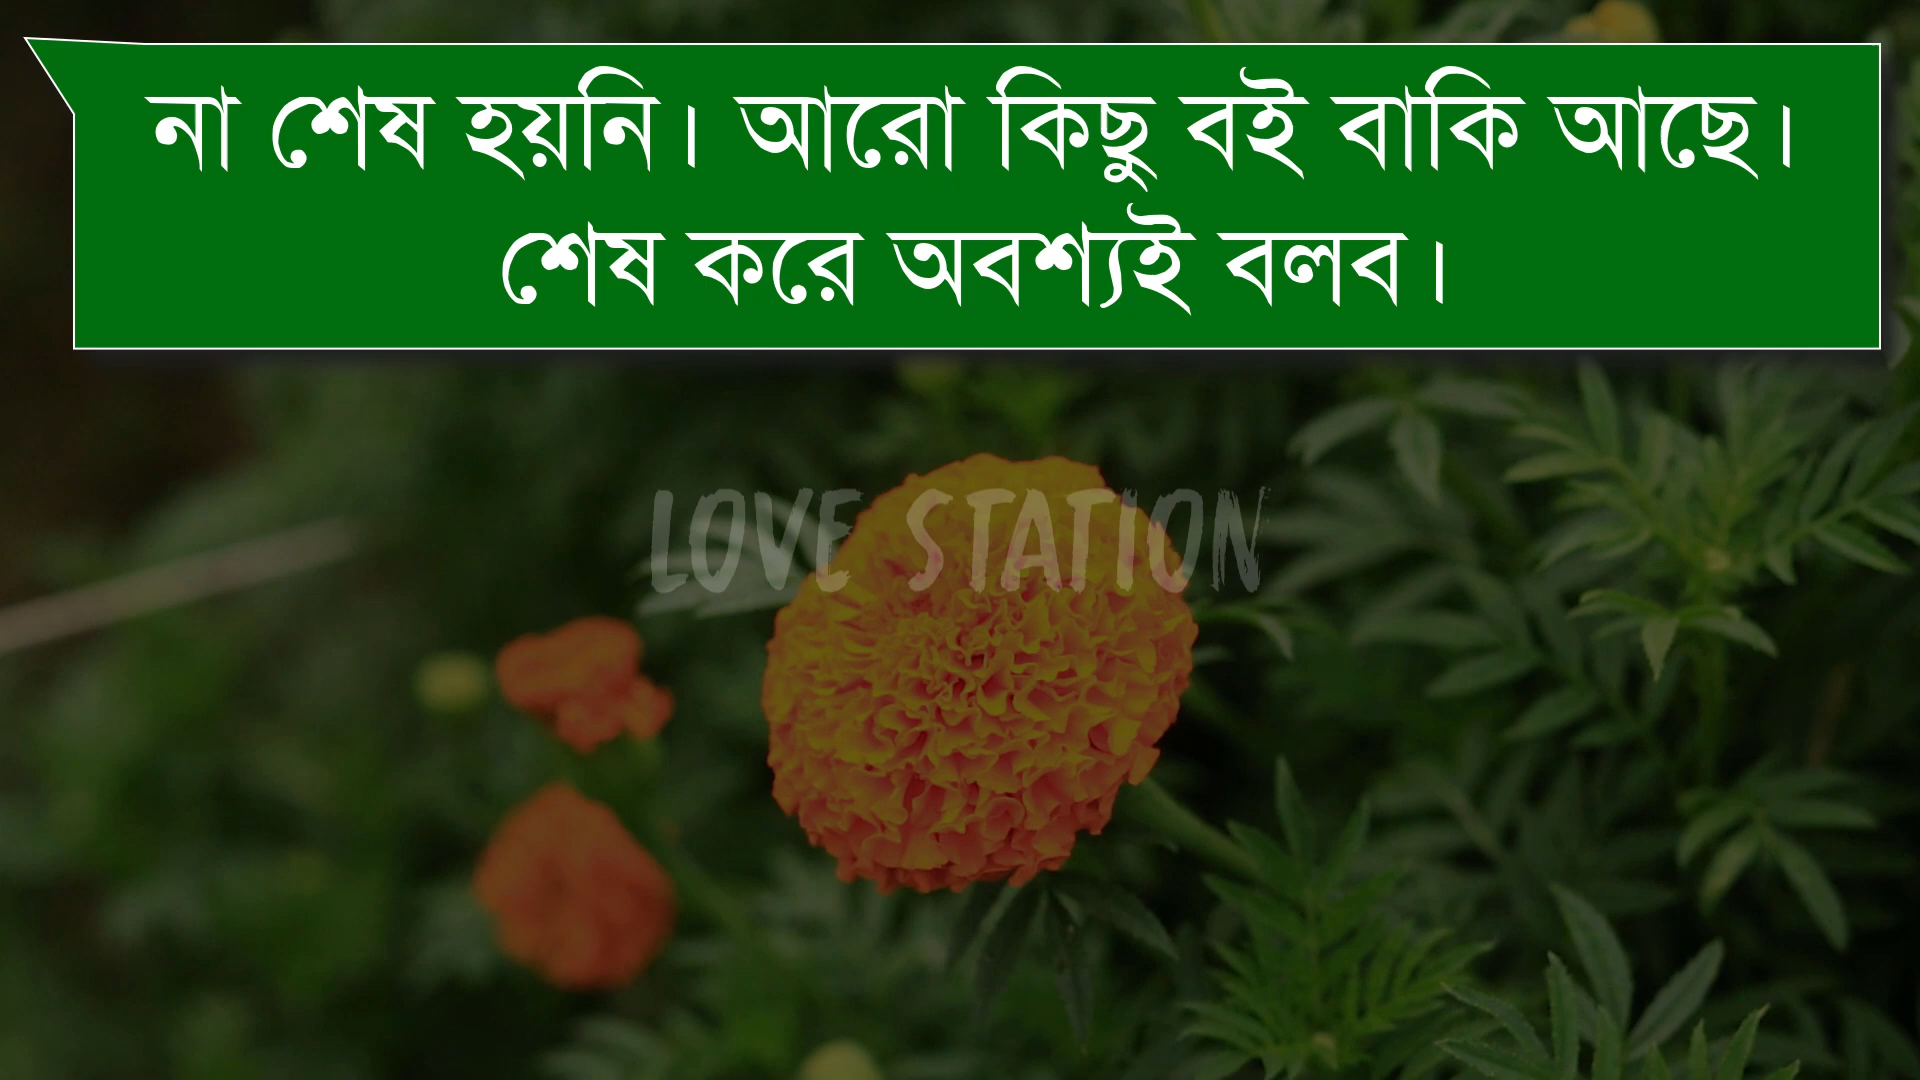 না শেষ হয়নি। আরো কিছু বই বাকি আছে।
শেষ করে অবশ্যই বলব।
LOVE STATION